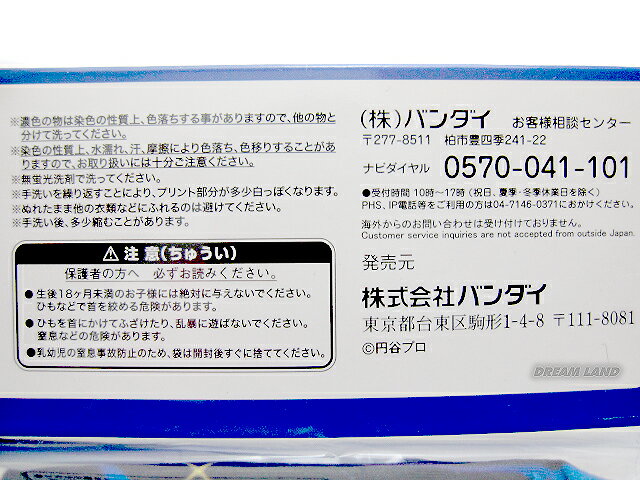 ※濃色の物は染色の性質上、色落ちする事がありますので、他の物と
分けて洗ってください。
※染色の性質上、水濡れ、汗、摩擦により色落ち、色移りすることがあ
りますので、お取り扱いには十分ご注意ください。
※無蛍光洗剤で洗ってください。
※手洗いを繰り返すことにより、プリント部分が多少白っぽくなります。
※ぬれたまま他の衣類などにふれるのは避けてください。
※手洗い後、多少縮むことがあります。
⚠注意(ちゅうい)
保護者の方へ 必ずお読みください。
●生後18ヶ月未満のお子様には絶対に与えないでください。
ひもなどで首を絞める危険があります。
●ひもを首にかけてふざけたり、乱暴に遊ばないでください。
窒息などの危険があります。
●乳幼児の窒息事故防止のため、袋は開封後すぐに捨ててください。
(株)バンダイ お客様相談センター
〒277-8511 柏市豊四季241-22
ナビダイヤル 0570-041-101
●受付時間 10時〜17時(祝日、夏季・冬季休業日を除く)
PHS、IP電話等をご利用の方は04-7146-0371におかけください。
海外からのお問い合わせは受け付けておりません。
Customer service inquiries are not accepted from outside Japan.
発売元
株式会社バンダイ
東京都台東区駒形1-4-8 〒111-8081
©円谷プロ
DREAM LAND